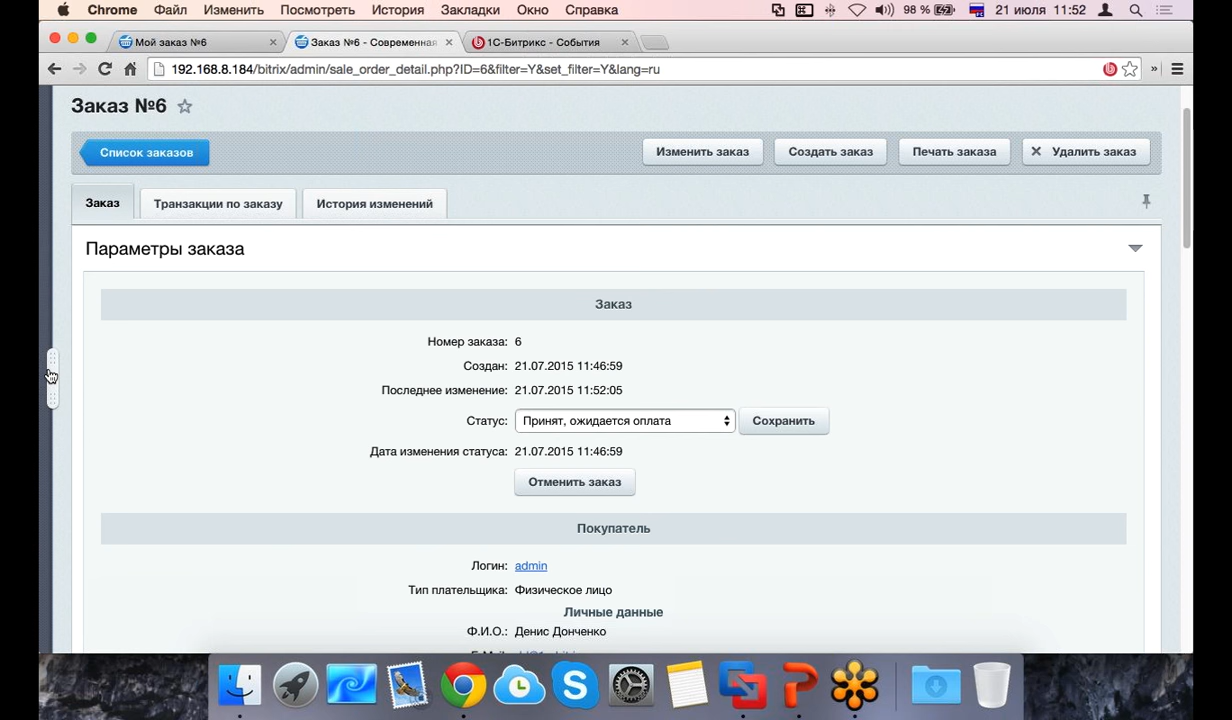 Chrome Файл Изменить Посмотреть История Закладки Окно Справка 98 % 21 июля 11:52
Мой заказ №6 Заказ №6 - Современная 1С-Битрикс - События
192.168.8.184/bitrix/admin/sale_order_detail.php?ID=6&filter=Y&set_filter=Y&lang=ru
Заказ №6
Список заказов Изменить заказ Создать заказ Печать заказа Удалить заказ
Заказ Транзакции по заказу История изменений
Параметры заказа
Заказ
Номер заказа: 6
Создан: 21.07.2015 11:46:59
Последнее изменение: 21.07.2015 11:52:05
Статус: Принят, ожидается оплата Сохранить
Дата изменения статуса: 21.07.2015 11:46:59
Отменить заказ
Покупатель
Логин: admin
Тип плательщика: Физическое лицо
Личные данные
Ф.И.О.: Денис Донченко